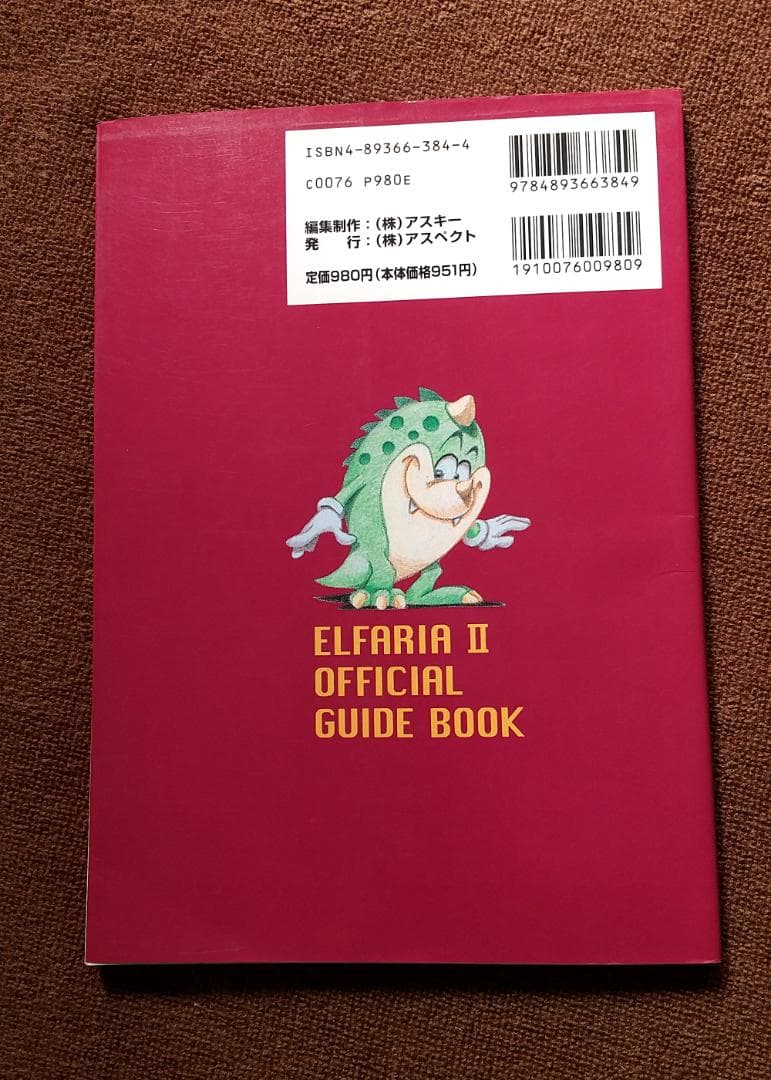 ISBN4-89366-384-4
C0076 P980E
9784893663849
編集制作：(株)アスキー
発　行：(株)アスペクト
定価980円(本体価格951円)
1910076009809
ELFARIA II
OFFICIAL
GUIDE BOOK